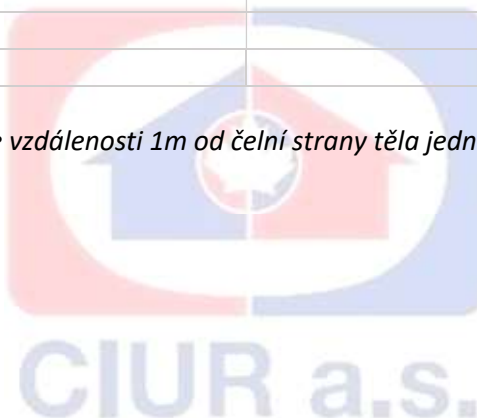 vzdálenosti 1m od čelní strany těla jedn
CIUR a.s.